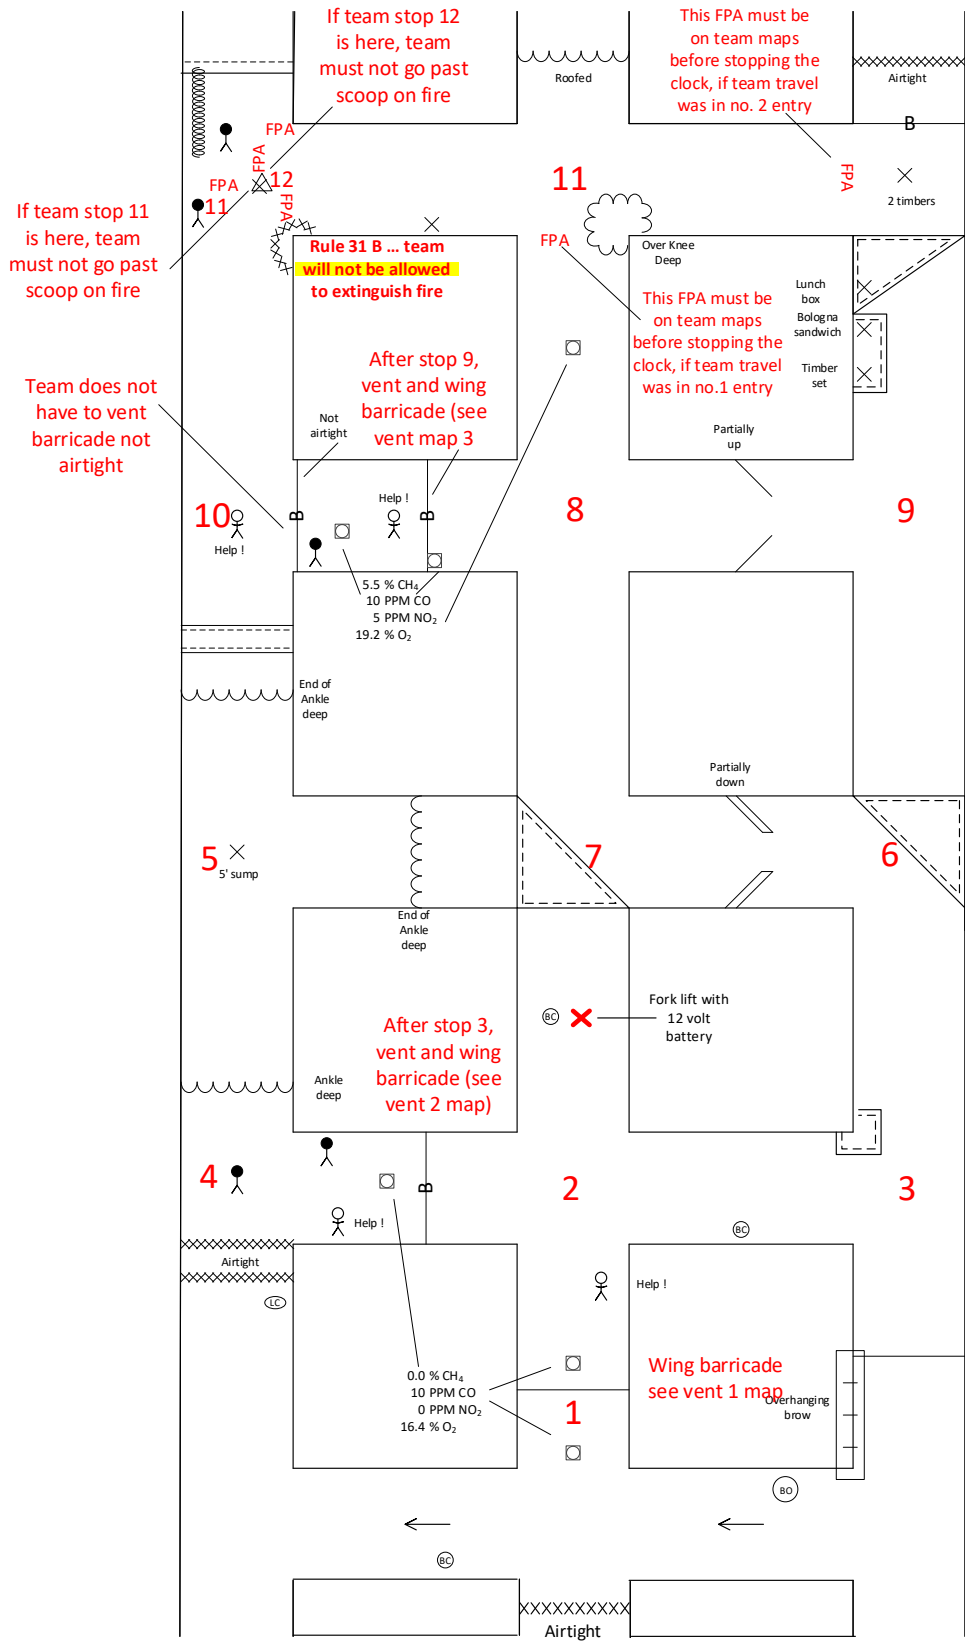 If team stop 12
is here, team
must not go past
scoop on fire
This FPA must be
on team maps
before stopping the
clock, if team travel
was in no. 2 entry
Roofed
Airtight
B
FPA
FPA
FPA
12
11
FPA
11
FPA
2 timbers
If team stop 11
is here, team
must not go past
scoop on fire
Rule 31 B ... team
will not be allowed
to extinguish fire
FPA
Over Knee
Deep
This FPA must be
on team maps
before stopping the
clock, if team travel
was in no.1 entry
Lunch
box
Bologna
sandwich
Timber
set
After stop 9,
vent and wing
barricade (see
vent map 3
Team does not
have to vent
barricade not
airtight
Not
airtight
Partially
up
10
Help !
B
Help !
B
8
9
5.5 % CH₄
10 PPM CO
5 PPM NO₂
19.2 % O₂
End of
Ankle
deep
Partially
down
5
5' sump
7
6
End of
Ankle
deep
BC
Fork lift with
12 volt
battery
After stop 3,
vent and wing
barricade (see
vent 2 map)
Ankle
deep
4
B
2
3
Help !
BC
Airtight
LC
Help !
0.0 % CH₄
10 PPM CO
0 PPM NO₂
16.4 % O₂
1
Wing barricade
see vent 1 map
Overhanging
brow
BO
BC
Airtight